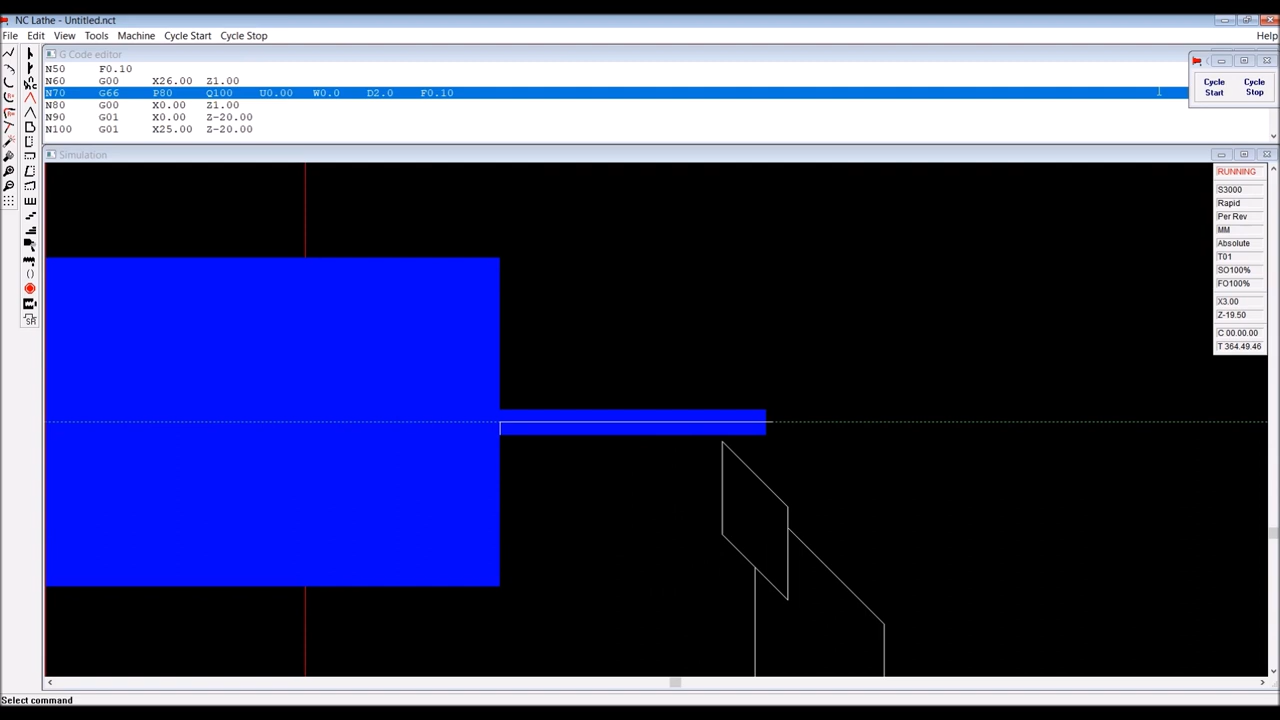 NC Lathe - Untitled.nct
File Edit View Tools Machine Cycle Start Cycle Stop Help
G Code editor
N50 F0.10
N60 G00 X26.00 Z1.00
N70 G66 P80 Q100 U0.00 W0.0 D2.0 F0.10
N80 G00 X0.00 Z1.00
N90 G01 X0.00 Z-20.00
N100 G01 X25.00 Z-20.00
Cycle Start
Cycle Stop
Simulation
RUNNING
S3000
Rapid
Per Rev
MM
Absolute
T01
SO100%
FO100%
X3.00
Z-19.50
C 00.00.00
T 364.49.46
Select command